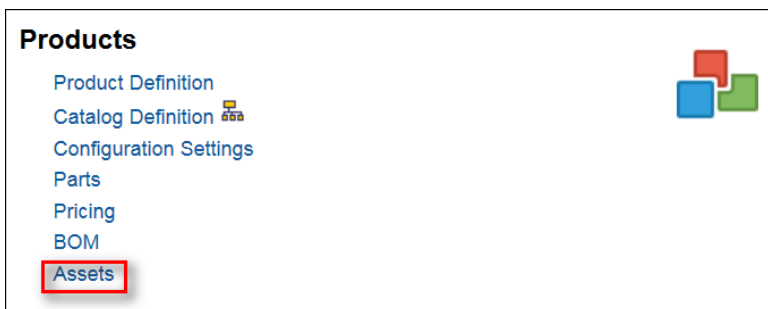 Products
Product Definition
Catalog Definition
Configuration Settings
Parts
Pricing
BOM
Assets